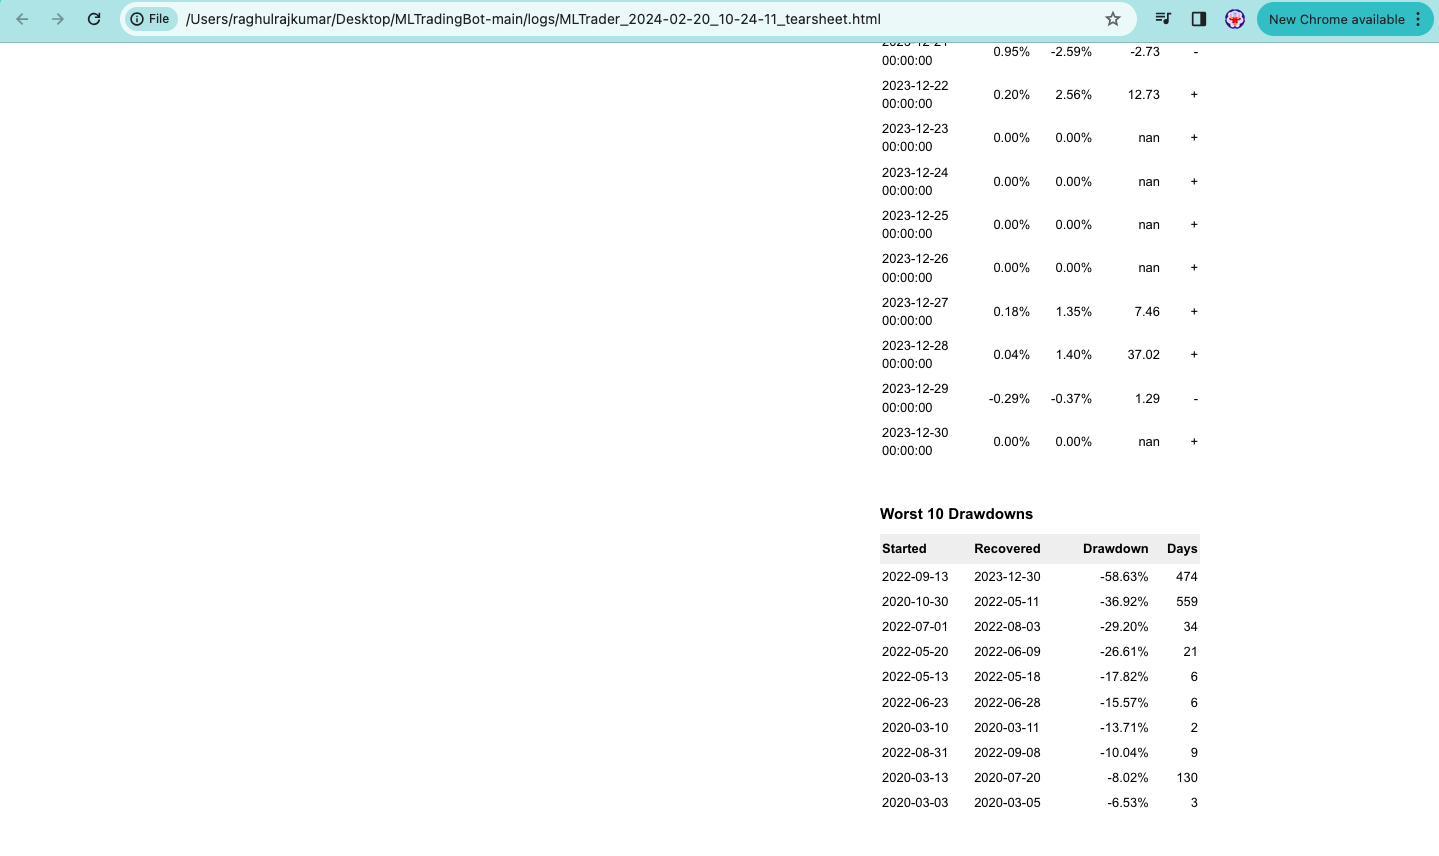 File
/Users/raghulrajkumar/Desktop/MLTradingBot-main/logs/MLTrader_2024-02-20_10-24-11_tearsheet.html
New Chrome available
0.95% -2.59% -2.73 -
00:00:00
2023-12-22
00:00:00 0.20% 2.56% 12.73 +
2023-12-23
00:00:00 0.00% 0.00% nan +
2023-12-24
00:00:00 0.00% 0.00% nan +
2023-12-25
00:00:00 0.00% 0.00% nan +
2023-12-26
00:00:00 0.00% 0.00% nan +
2023-12-27
00:00:00 0.18% 1.35% 7.46 +
2023-12-28
00:00:00 0.04% 1.40% 37.02 +
2023-12-29
00:00:00 -0.29% -0.37% 1.29 -
2023-12-30
00:00:00 0.00% 0.00% nan +
Worst 10 Drawdowns
Started Recovered Drawdown Days
2022-09-13 2023-12-30 -58.63% 474
2020-10-30 2022-05-11 -36.92% 559
2022-07-01 2022-08-03 -29.20% 34
2022-05-20 2022-06-09 -26.61% 21
2022-05-13 2022-05-18 -17.82% 6
2022-06-23 2022-06-28 -15.57% 6
2020-03-10 2020-03-11 -13.71% 2
2022-08-31 2022-09-08 -10.04% 9
2020-03-13 2020-07-20 -8.02% 130
2020-03-03 2020-03-05 -6.53% 3